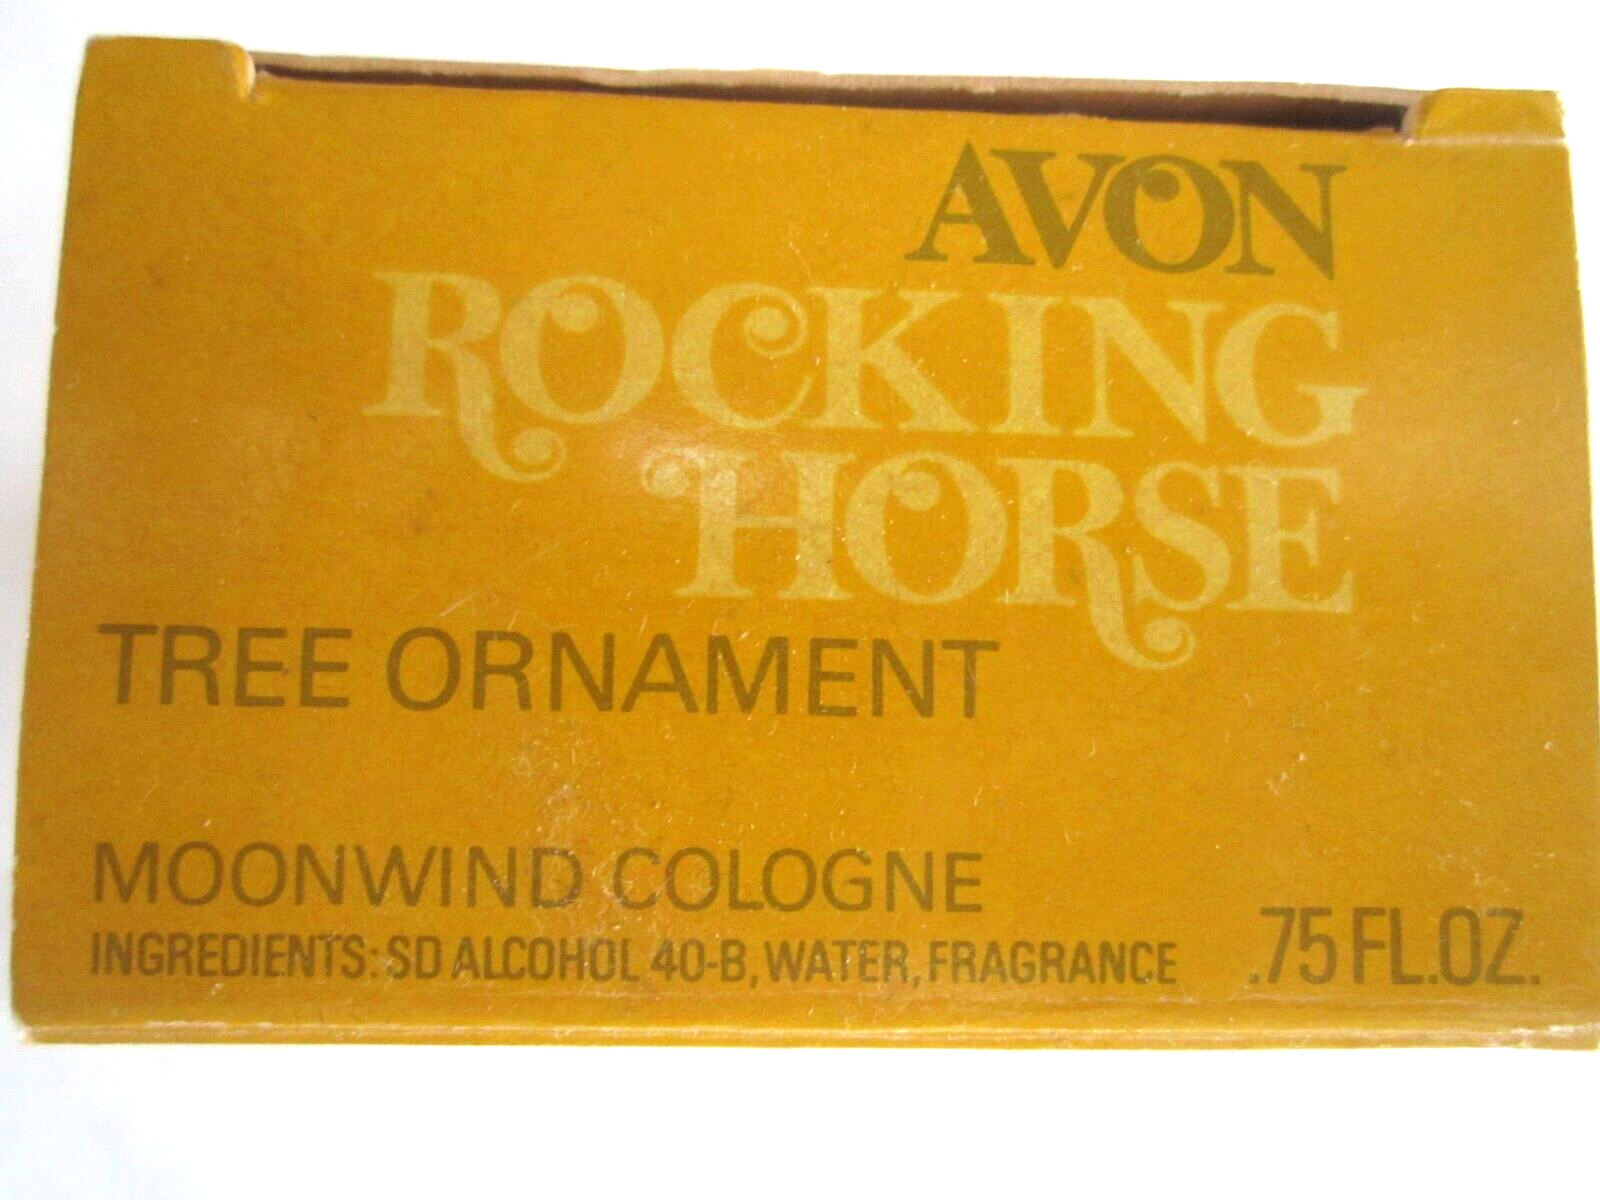 AVON
ROCKING
HORSE
TREE ORNAMENT
MOONWIND COLOGNE
INGREDIENTS: SD ALCOHOL 40-B, WATER, FRAGRANCE
.75 FL.OZ.